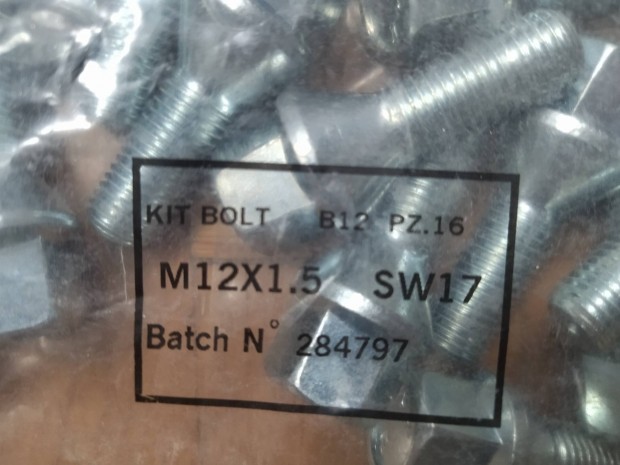 KIT BOLT B12 PZ.16
M12X1.5 SW17
Batch N° 284797